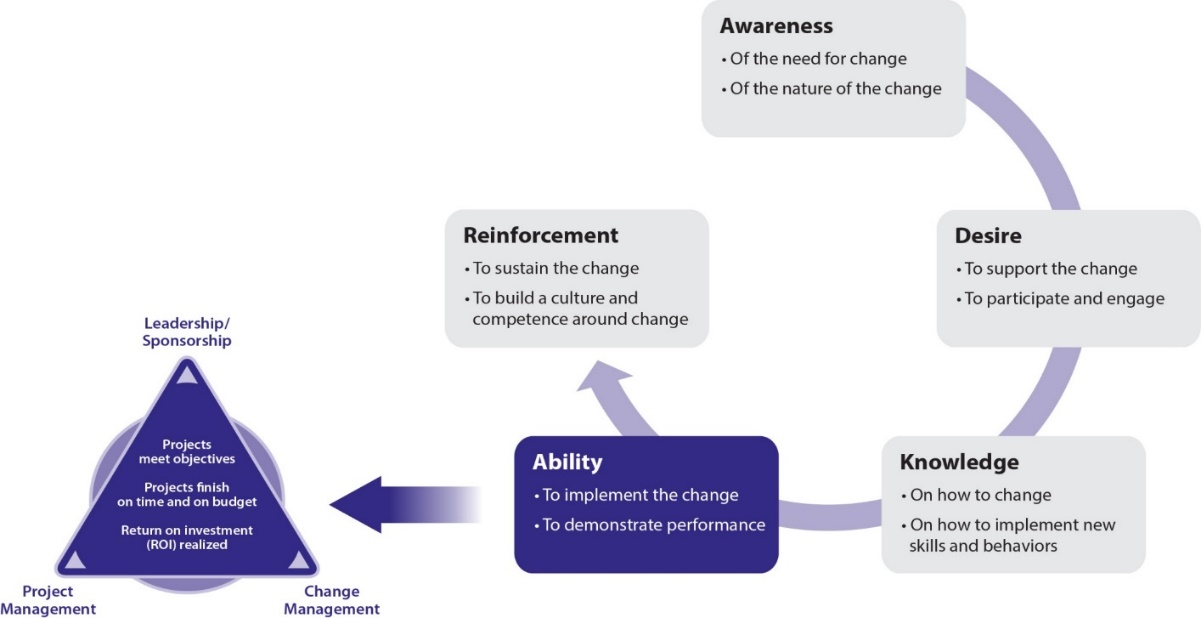 Awareness
• Of the need for change
• Of the nature of the change
Desire
• To support the change
• To participate and engage
Knowledge
• On how to change
• On how to implement new
skills and behaviors
Ability
• To implement the change
• To demonstrate performance
Reinforcement
• To sustain the change
• To build a culture and
competence around change
Leadership/
Sponsorship
Projects
meet objectives
Projects finish
on time and on budget
Return on investment
(ROI) realized
Project
Management
Change
Management